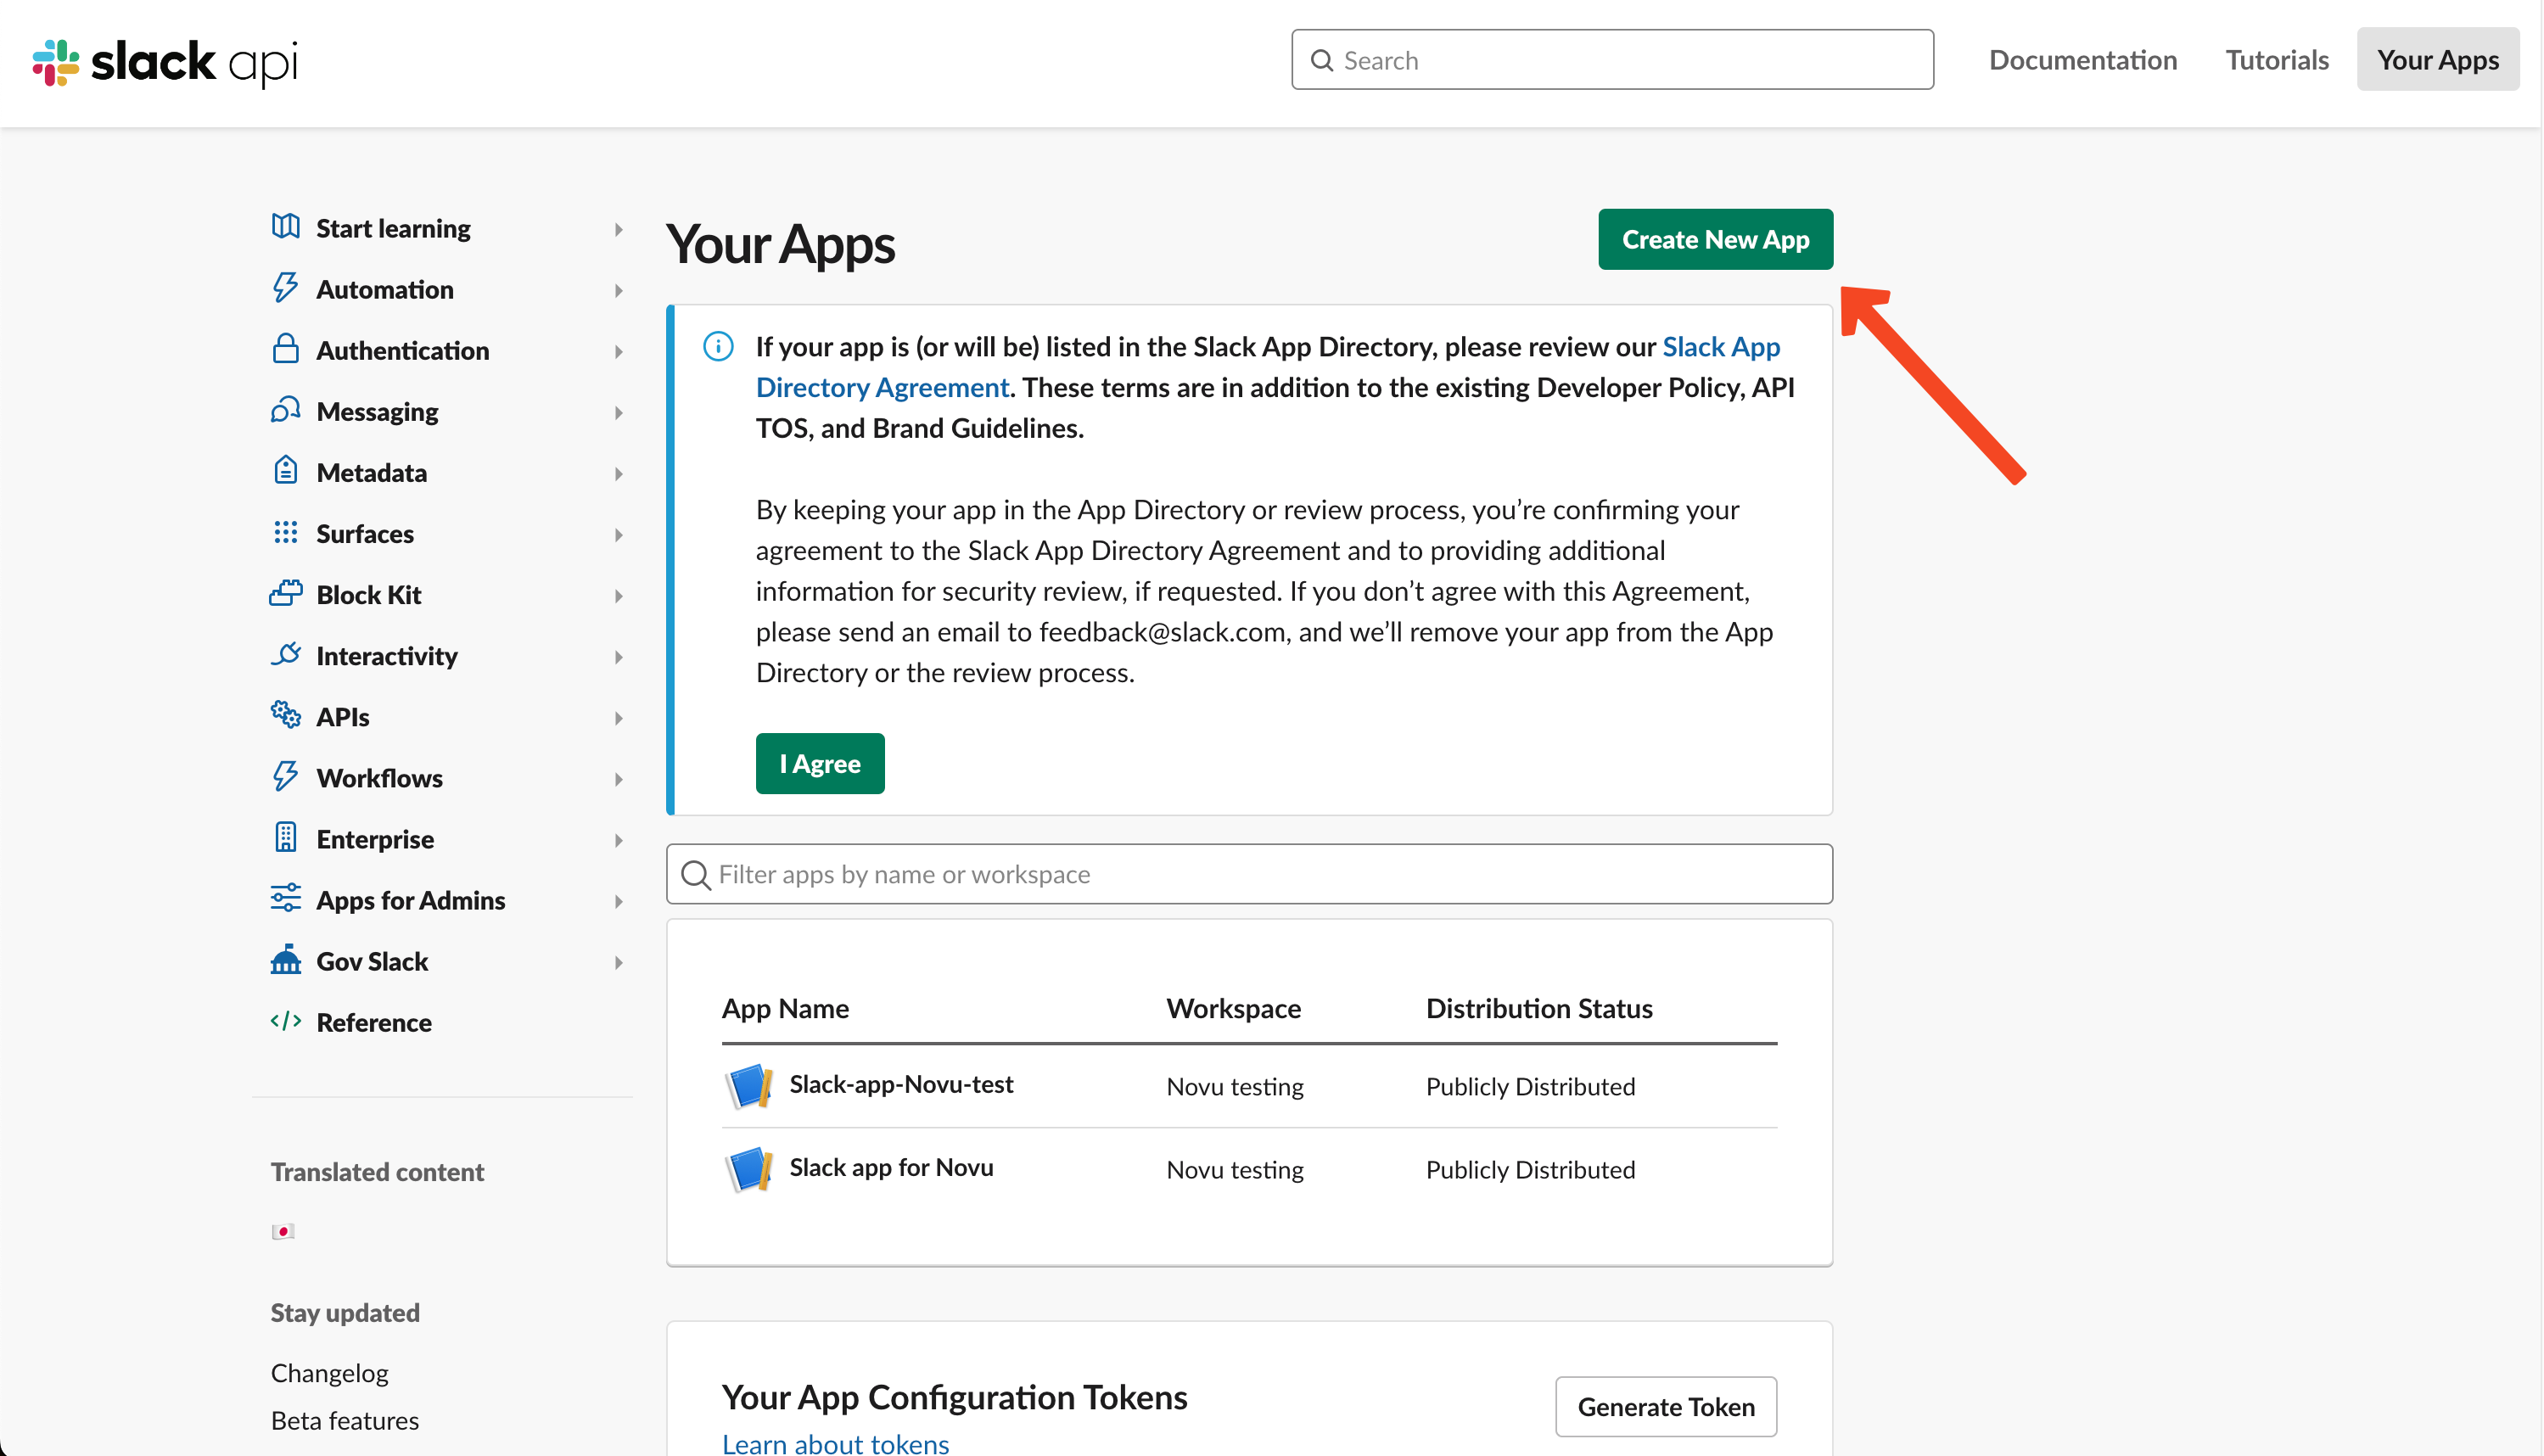 slack api
Search
Documentation
Tutorials
Your Apps
Start learning
Automation
Authentication
Messaging
Metadata
Surfaces
Block Kit
Interactivity
APIs
Workflows
Enterprise
Apps for Admins
Gov Slack
Reference
Translated content
Stay updated
Changelog
Beta features
Your Apps
Create New App
If your app is (or will be) listed in the Slack App Directory, please review our Slack App
Directory Agreement. These terms are in addition to the existing Developer Policy, API
TOS, and Brand Guidelines.
By keeping your app in the App Directory or review process, you’re confirming your
agreement to the Slack App Directory Agreement and to providing additional
information for security review, if requested. If you don’t agree with this Agreement,
please send an email to feedback@slack.com, and we’ll remove your app from the App
Directory or the review process.
I Agree
Filter apps by name or workspace
App Name Workspace Distribution Status
Slack-app-Novu-test Novu testing Publicly Distributed
Slack app for Novu Novu testing Publicly Distributed
Your App Configuration Tokens
Generate Token
Learn about tokens